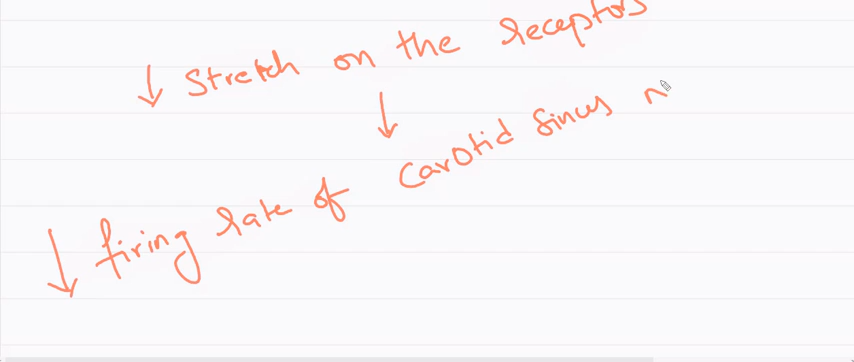 ↓ Stretch on the receptors
↓
↓ firing rate of carotid sinus n